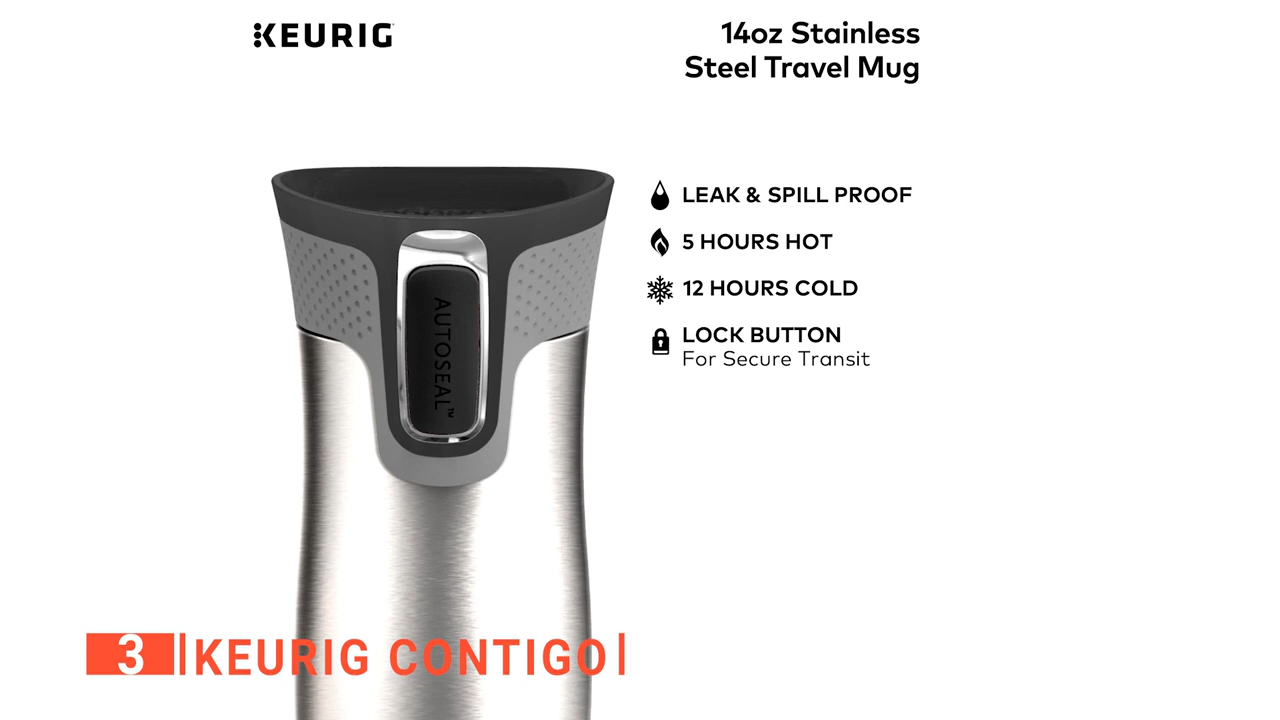 KEURIG
14oz Stainless
Steel Travel Mug
LEAK & SPILL PROOF
5 HOURS HOT
12 HOURS COLD
LOCK BUTTON
For Secure Transit
AUTOSEAL™
3 KEURIG CONTIGO